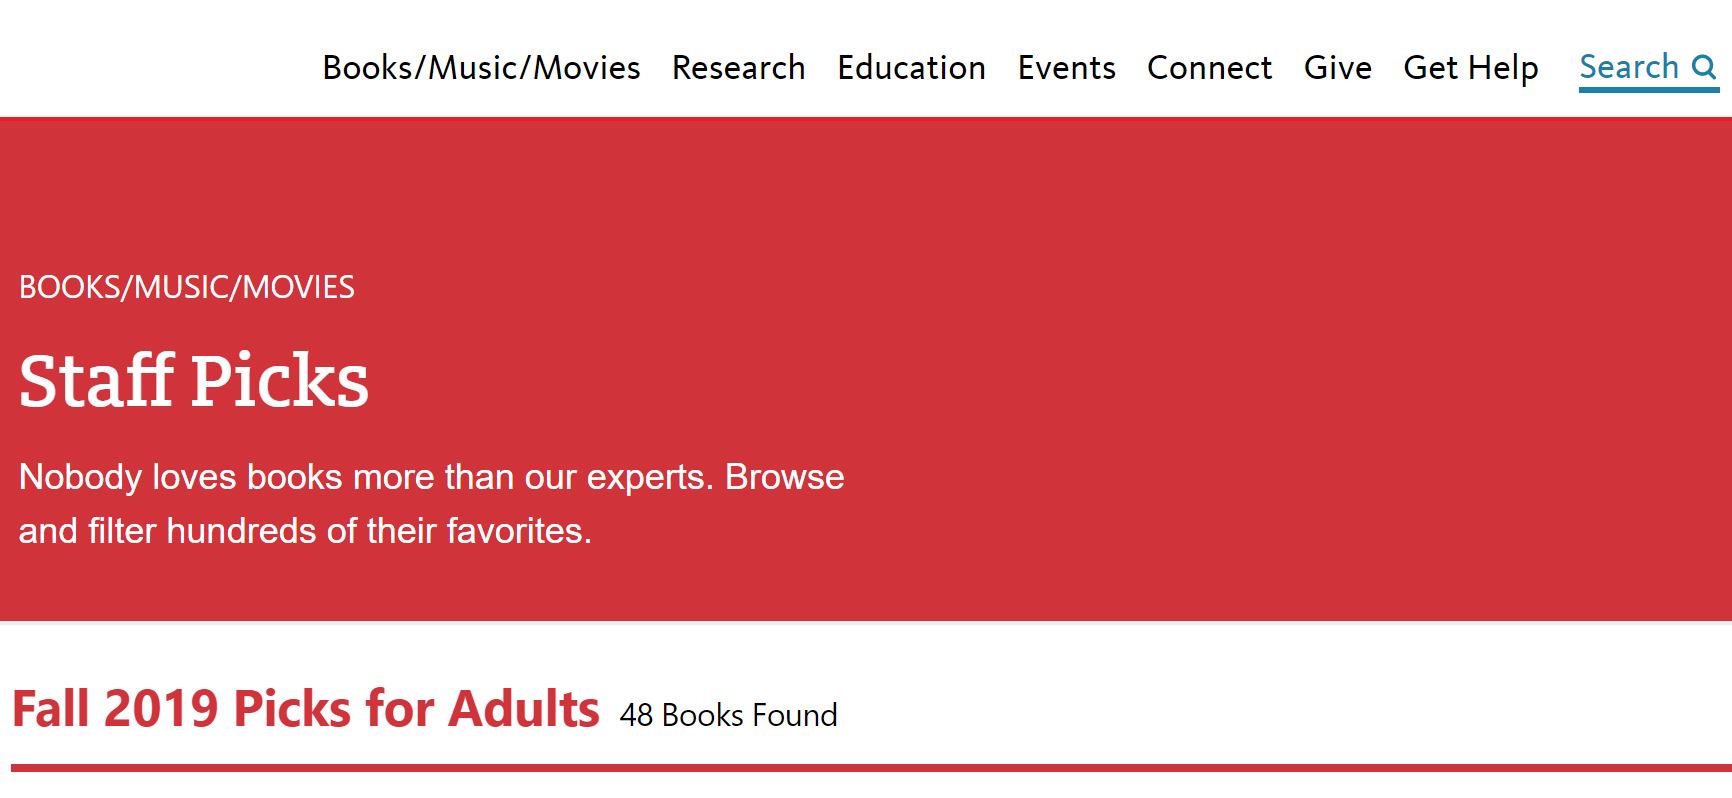 Books/Music/Movies Research Education Events Connect Give Get Help Search
BOOKS/MUSIC/MOVIES
Staff Picks
Nobody loves books more than our experts. Browse
and filter hundreds of their favorites.
Fall 2019 Picks for Adults 48 Books Found